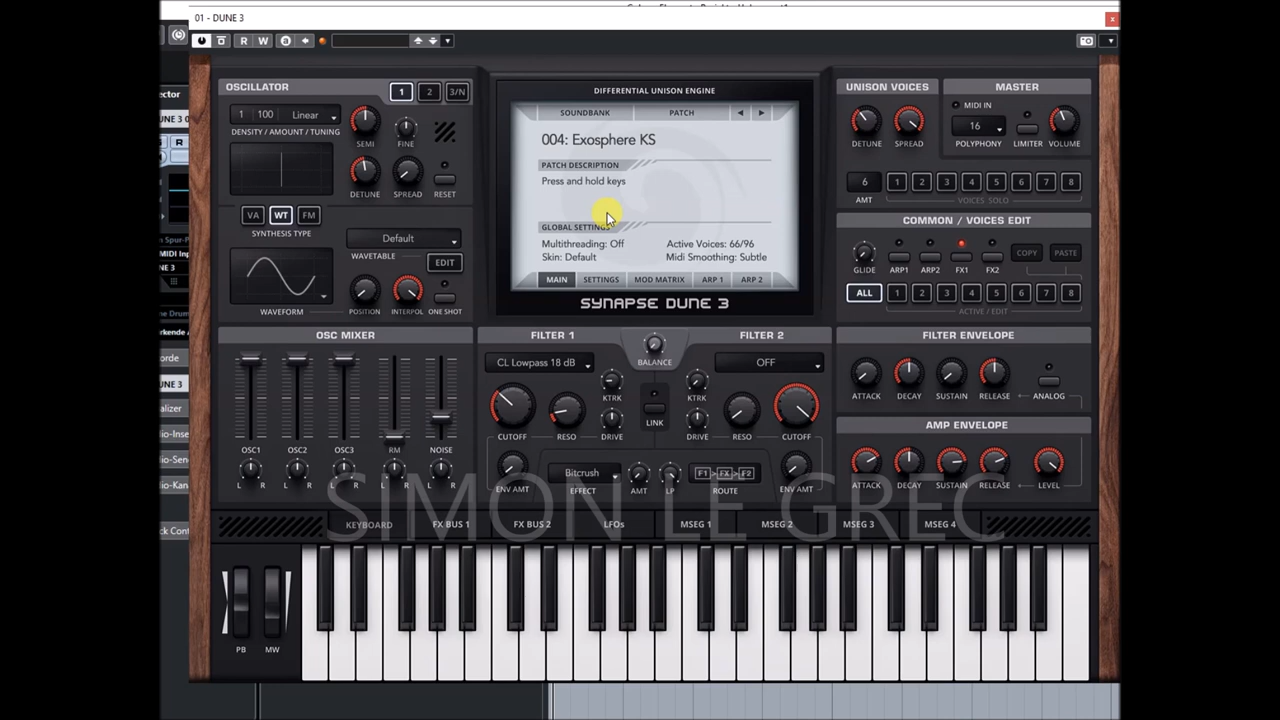 01 - DUNE 3
R W
OSCILLATOR 1 2 3/N
1 100 Linear
DENSITY / AMOUNT / TUNING
SEMI FINE
DETUNE SPREAD RESET
VA WT FM
SYNTHESIS TYPE
Default
WAVETABLE EDIT
WAVEFORM POSITION INTERPOL ONE SHOT
DIFFERENTIAL UNISON ENGINE
SOUNDBANK PATCH
004: Exosphere KS
PATCH DESCRIPTION
Press and hold keys
GLOBAL SETTINGS
Multithreading: Off Active Voices: 66/96
Skin: Default Midi Smoothing: Subtle
MAIN SETTINGS MOD MATRIX ARP 1 ARP 2
SYNAPSE DUNE 3
UNISON VOICES MASTER
MIDI IN
16
DETUNE SPREAD POLYPHONY LIMITER VOLUME
6 1 2 3 4 5 6 7 8
AMT VOICES SOLO
COMMON / VOICES EDIT
GLIDE ARP1 ARP2 FX1 FX2 COPY PASTE
ALL 1 2 3 4 5 6 7 8
ACTIVE / EDIT
OSC MIXER
OSC1 OSC2 OSC3 RM NOISE
L R L R L R L R L R
FILTER 1 FILTER 2
BALANCE
CL Lowpass 18 dB OFF
KTRK KTRK
LINK
CUTOFF RESO DRIVE DRIVE RESO CUTOFF
Bitcrush F1 > FX > F2
ENV AMT EFFECT AMT LP ROUTE ENV AMT
FILTER ENVELOPE
ATTACK DECAY SUSTAIN RELEASE ANALOG
AMP ENVELOPE
ATTACK DECAY SUSTAIN RELEASE LEVEL
SIMON LE GREC
KEYBOARD FX BUS 1 FX BUS 2 LFOs MSEG 1 MSEG 2 MSEG 3 MSEG 4
PB MW